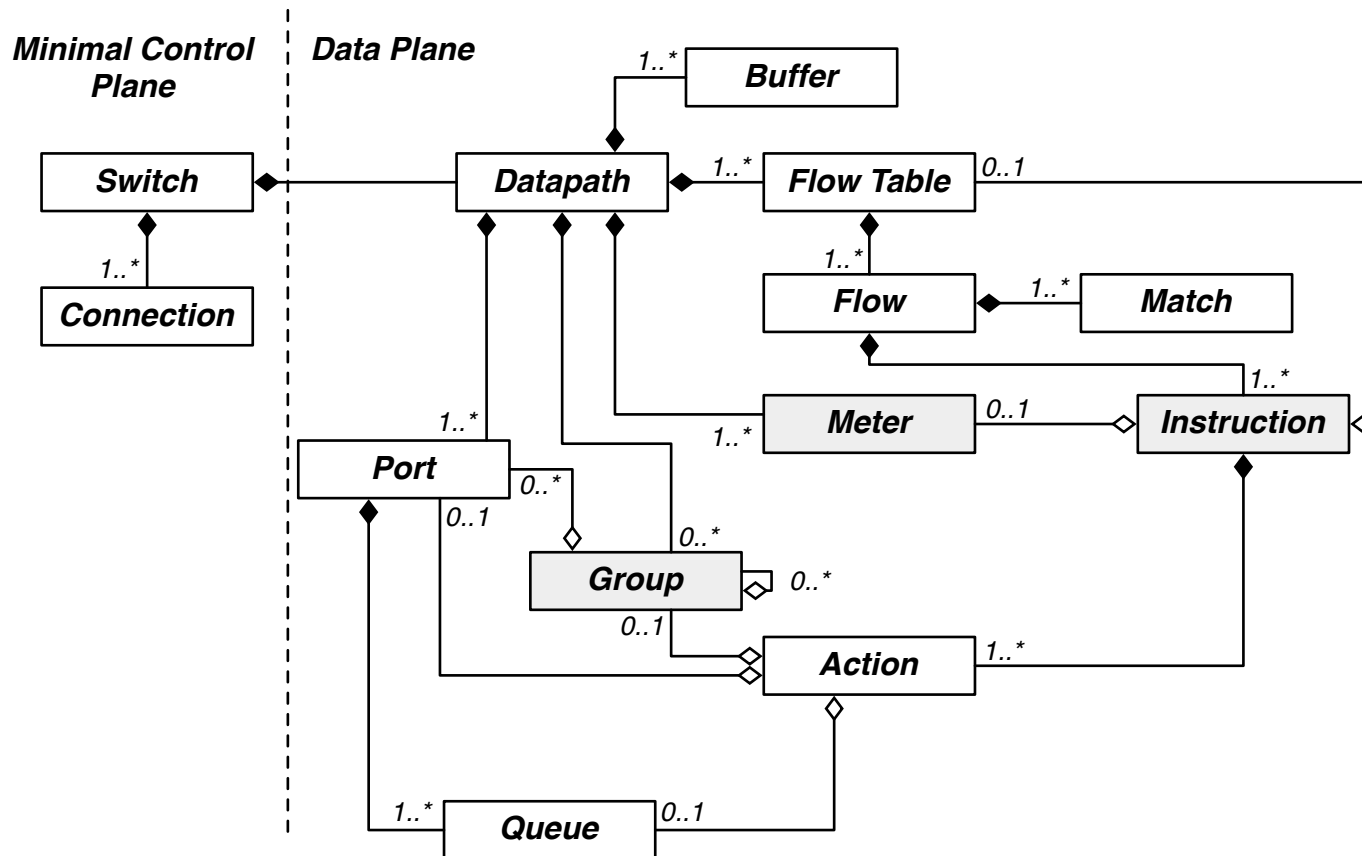 Minimal Control
Plane
Data Plane
1..*
Buffer
Switch
Datapath
1..*
Flow Table
0..1
1..*
Connection
1..*
Flow
1..*
Match
1..*
1..*
Meter
0..1
Instruction
1..*
Port
0..*
0..1
0..*
Group
0..*
0..1
Action
1..*
1..*
Queue
0..1
1..*